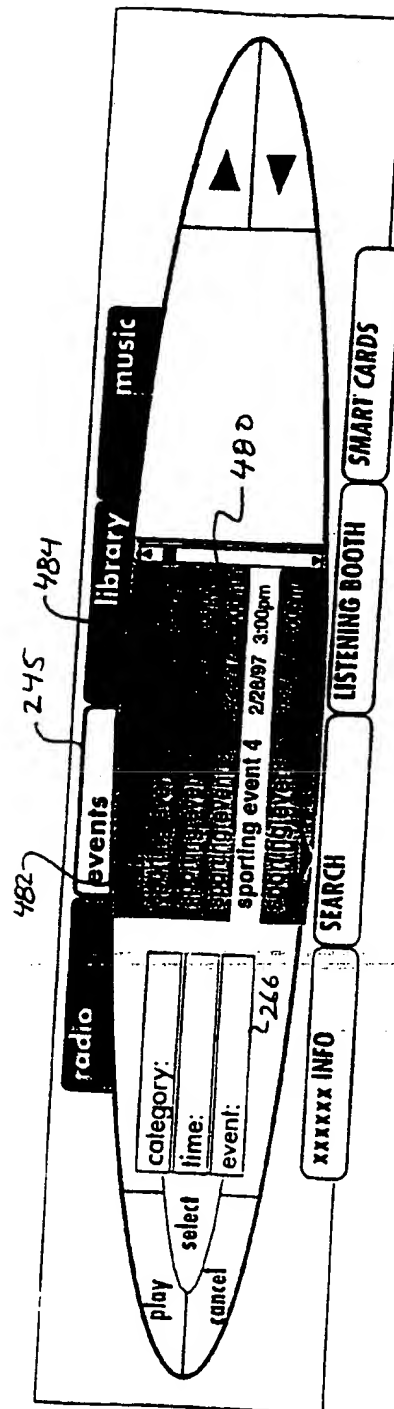 245
484
482
radio
events
library
music
play
select
cancel
category:
time:
event:
266
sporting event 4 2/28/97 3:00pm
480
xxxxxx INFO
SEARCH
LISTENING BOOTH
SMART CARDS